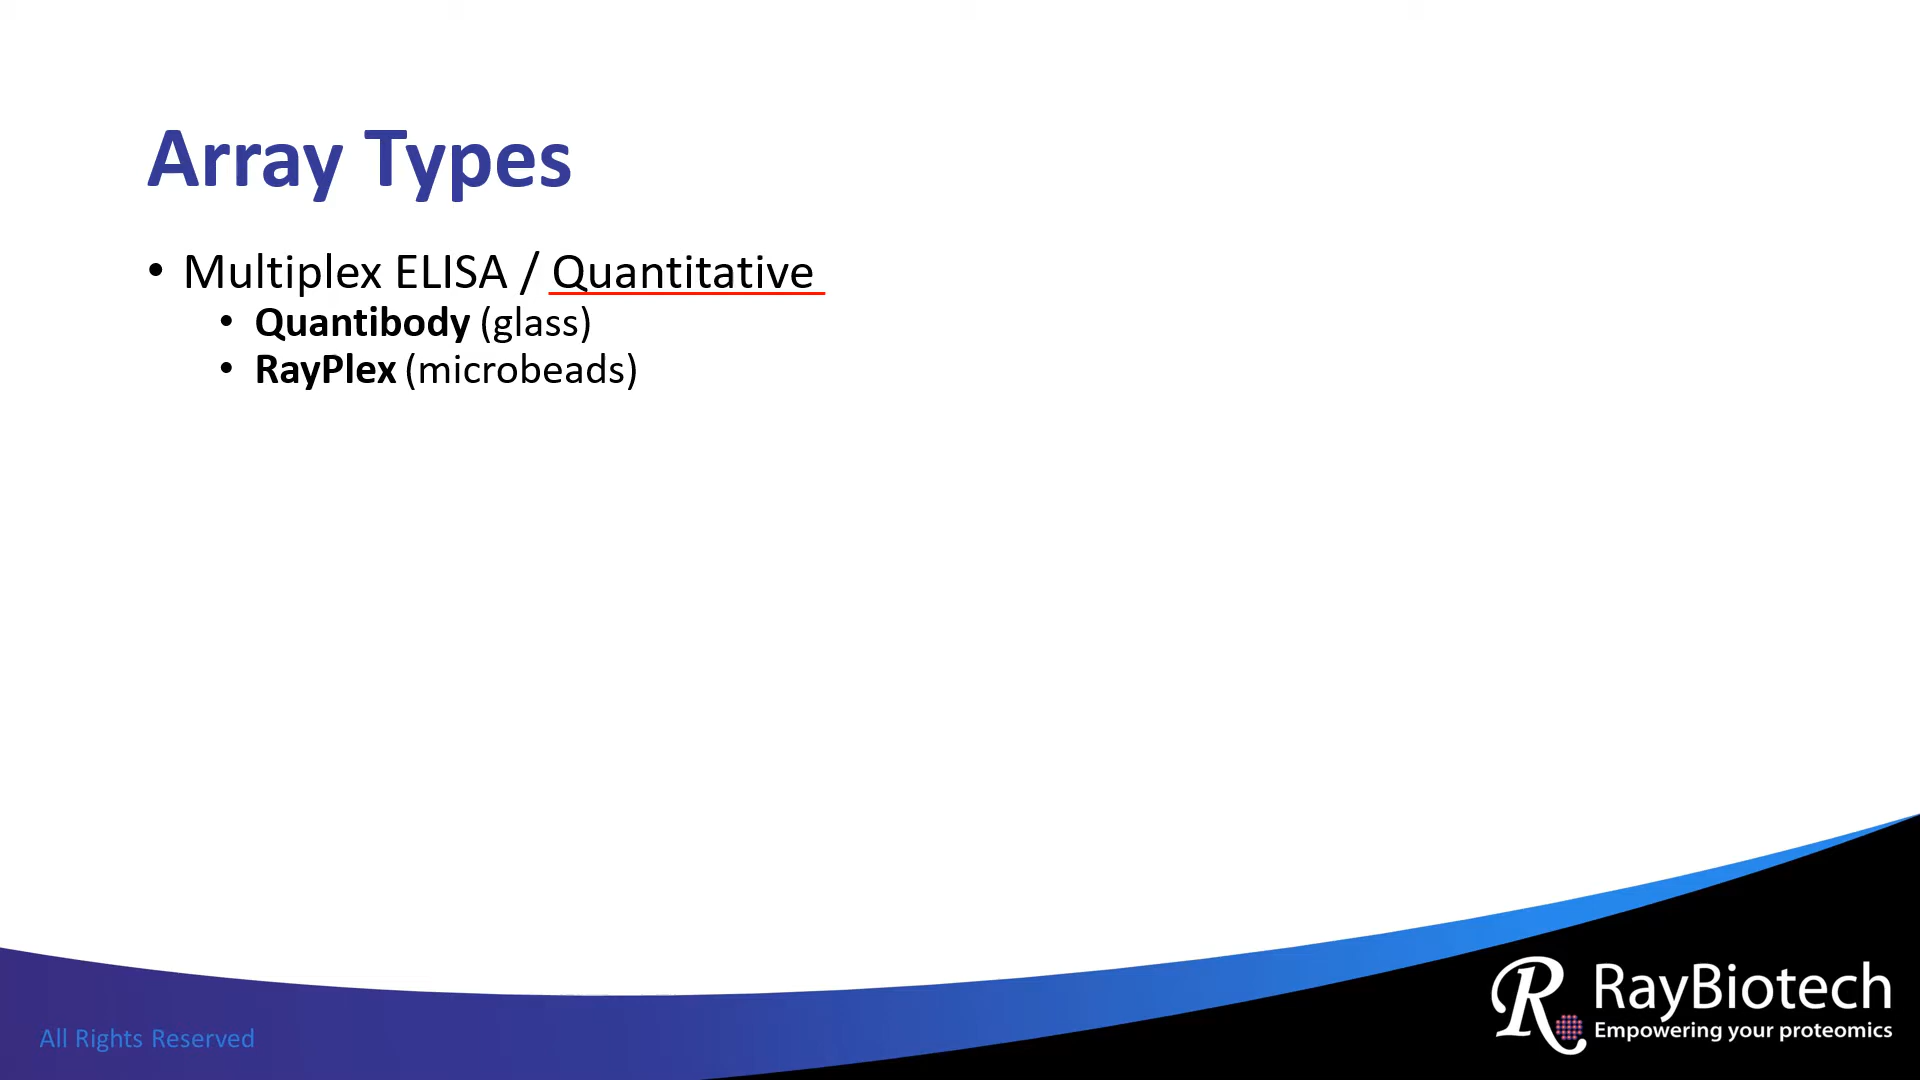 Array Types
• Multiplex ELISA / Quantitative
• Quantibody (glass)
• RayPlex (microbeads)
All Rights Reserved
R RayBiotech
Empowering your proteomics